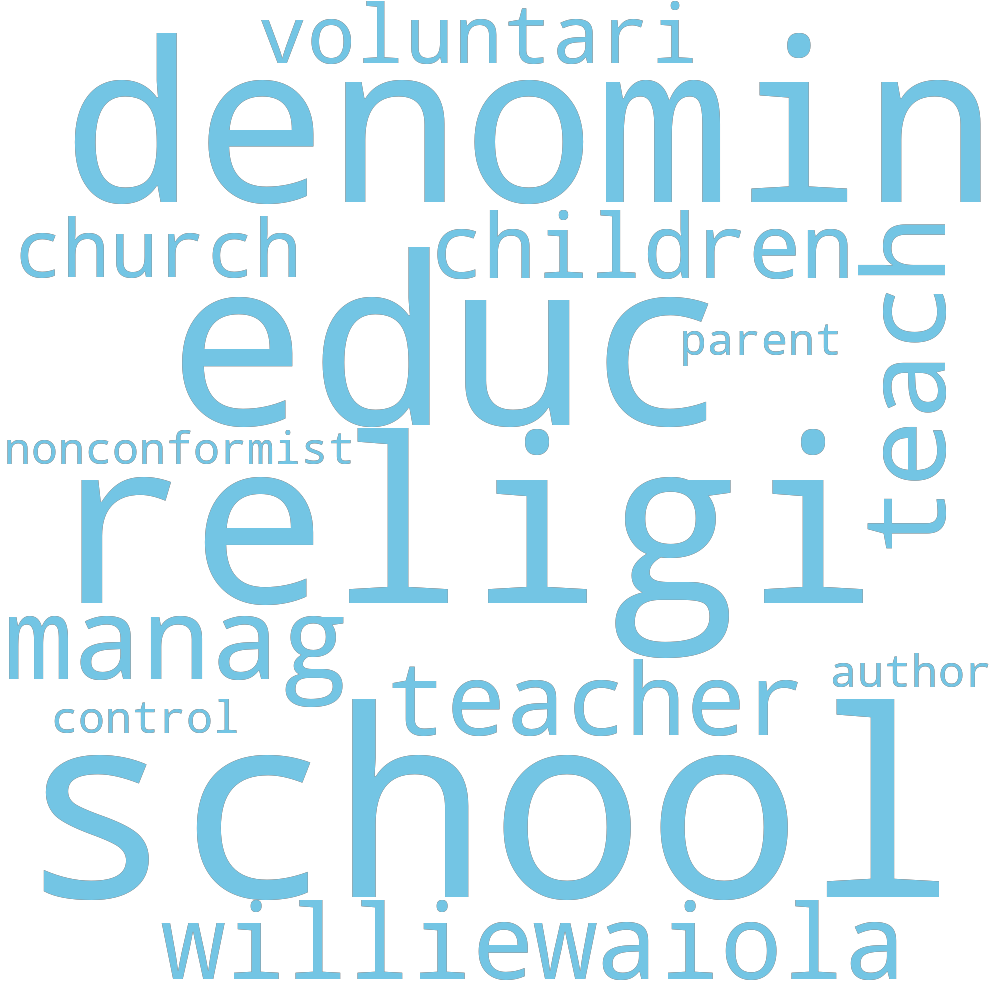 voluntari
denomin
church
children
teach
educ
parent
nonconformist
religi
manag
teacher
author
control
school
williewaiola